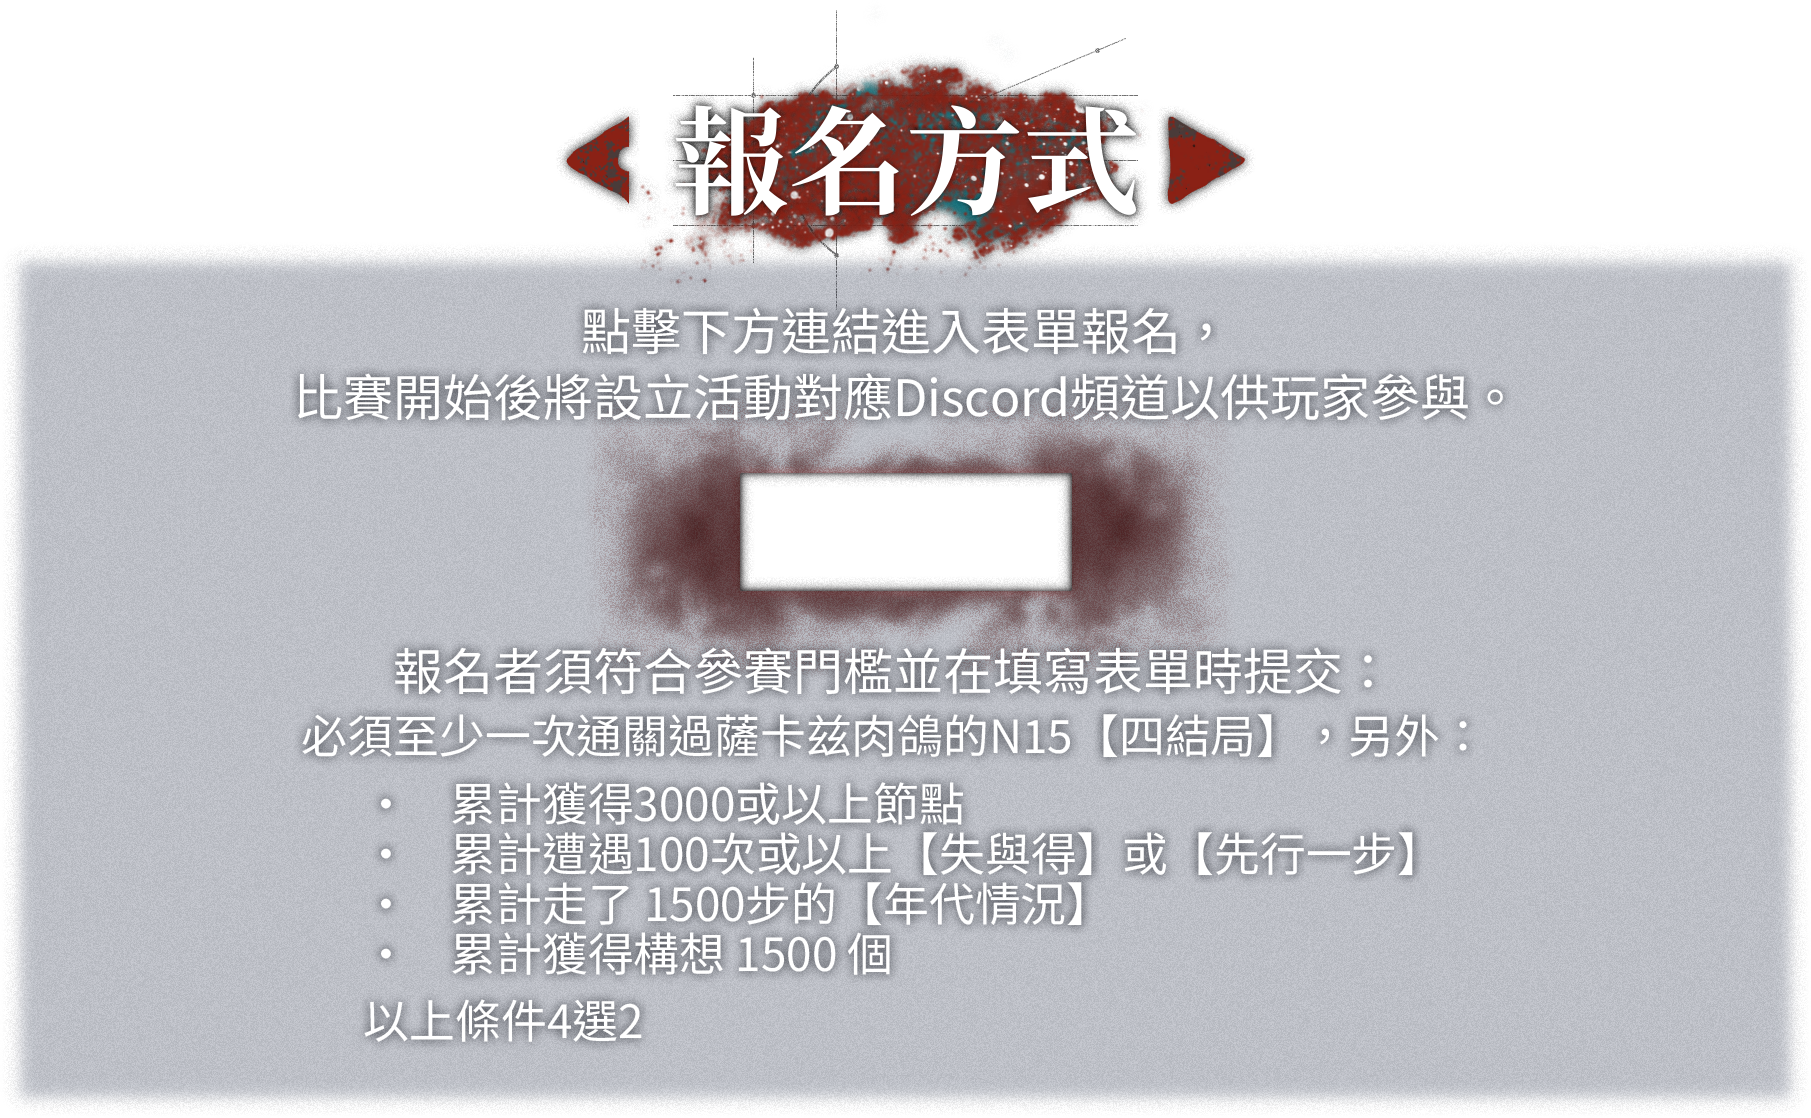 報名方式
點擊下方連結進入表單報名，
比賽開始後將設立活動對應Discord頻道以供玩家參與。
報名者須符合參賽門檻並在填寫表單時提交：
必須至少一次通關過薩卡兹肉鴿的N15【四結局】，另外：
• 累計獲得3000或以上節點
• 累計遭遇100次或以上【失與得】或【先行一步】
• 累計走了 1500步的【年代情況】
• 累計獲得構想 1500 個
以上條件4選2